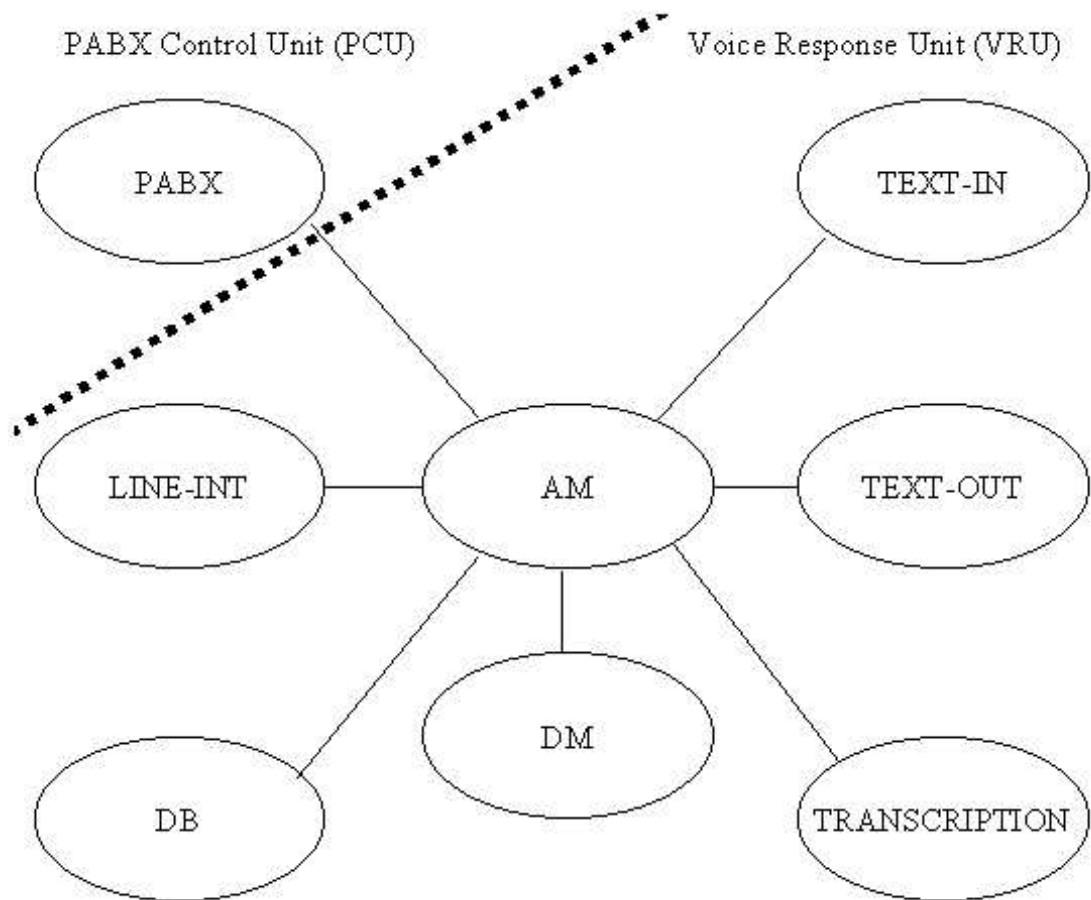 PABX Control Unit (PCU)
Voice Response Unit (VRU)
PABX
TEXT-IN
LINE-INT
AM
TEXT-OUT
DM
DB
TRANSCRIPTION